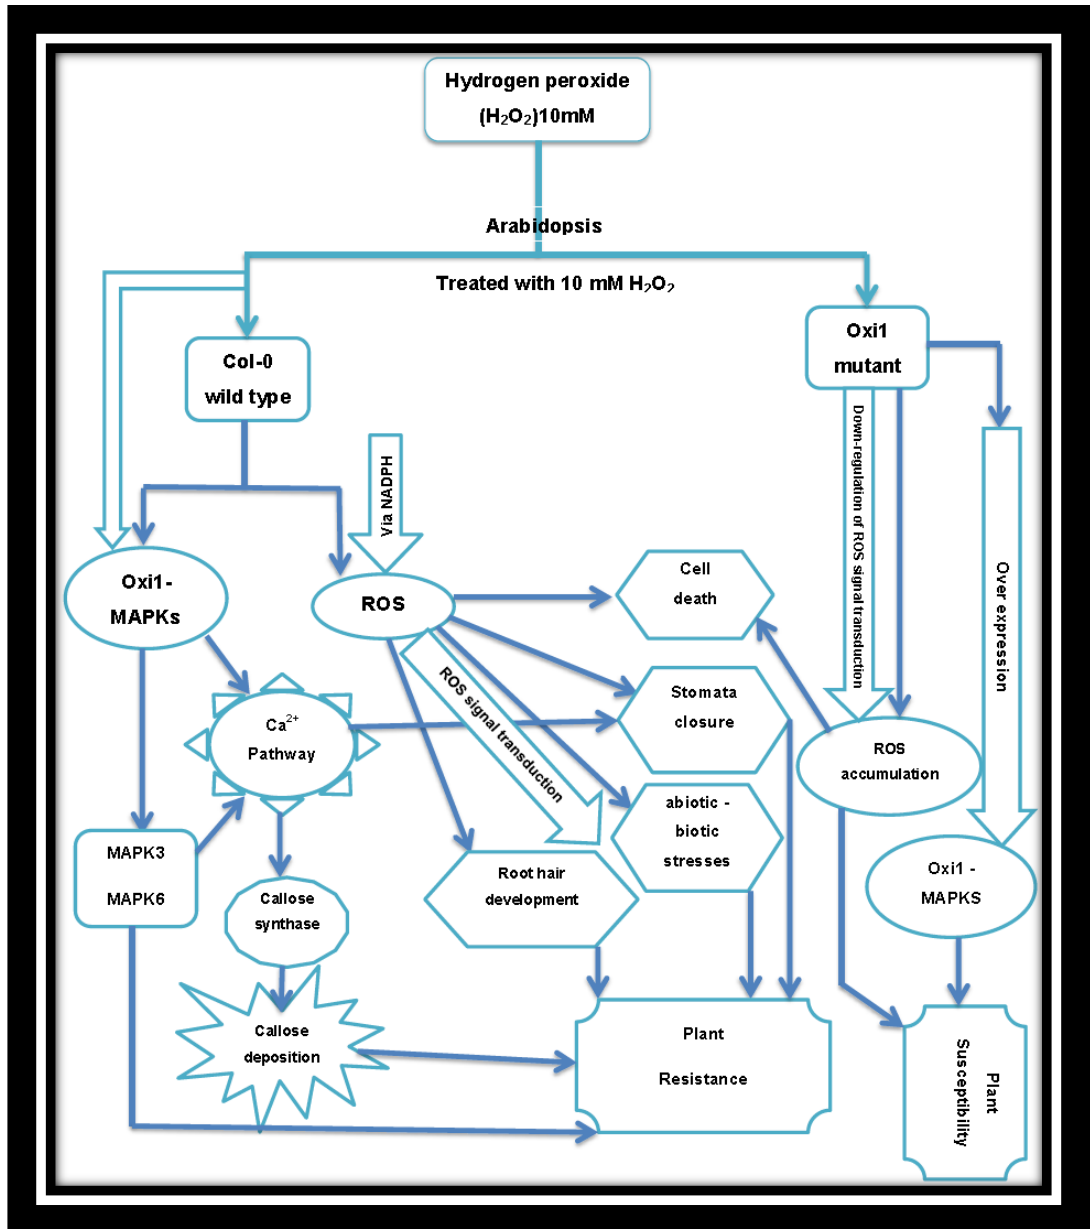 Hydrogen peroxide
(H₂O₂)10mM
Arabidopsis
Treated with 10 mM H₂O₂
Col-0
wild type
Oxi1
mutant
Via NADPH
Down-regulation of ROS signal transduction
Over expression
Oxi1-
MAPKs
ROS
Cell
death
ROS signal transduction
Stomata
closure
Ca²⁺
Pathway
ROS
accumulation
abiotic -
biotic
stresses
MAPK3
MAPK6
Root hair
development
Oxi1 -
MAPKS
Callose
synthase
Callose
deposition
Plant
Resistance
Plant
Susceptibility